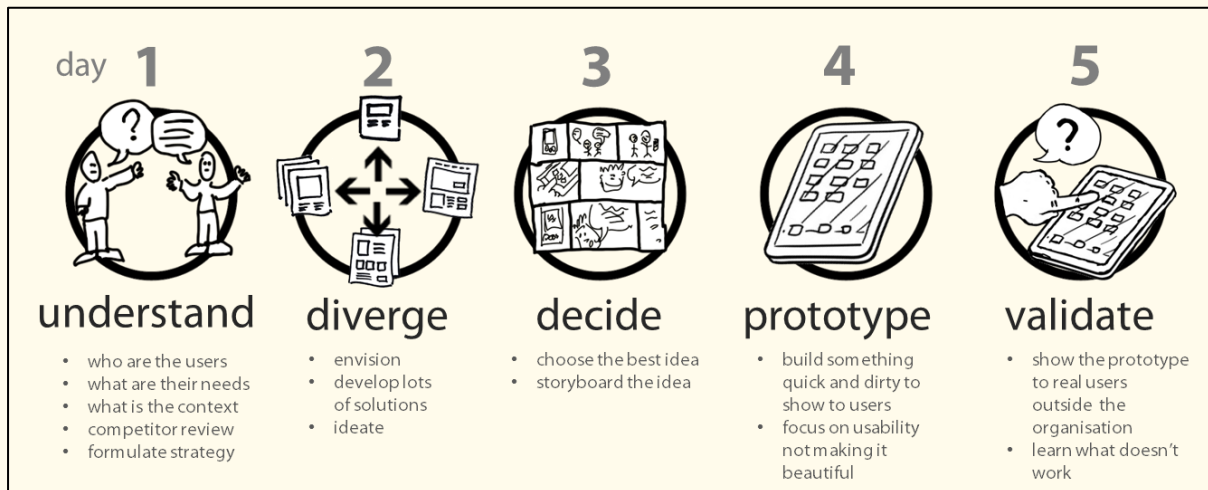 day 1 2 3 4 5
understand
• who are the users
• what are their needs
• what is the context
• competitor review
• formulate strategy
diverge
• envision
• develop lots
of solutions
• ideate
decide
• choose the best idea
• storyboard the idea
prototype
• build something
quick and dirty to
show to users
• focus on usability
not making it
beautiful
validate
• show the prototype
to real users
outside the
organisation
• learn what doesn't
work
?
?